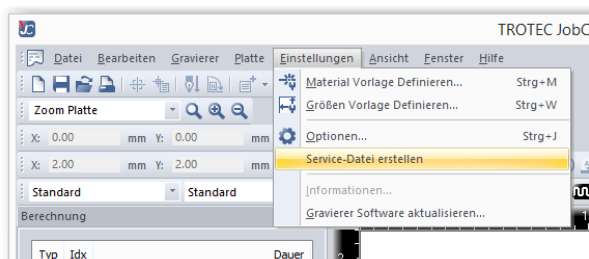 JC TROTEC JobC
Datei Bearbeiten Gravierer Platte Einstellungen Ansicht Fenster Hilfe
Material Vorlage Definieren... Strg+M
Zoom Platte
Größen Vorlage Definieren... Strg+W
X: 0.00 mm Y: 0.00 mm
Optionen... Strg+J
X: 2.00 mm Y: 2.00 mm
Service-Datei erstellen
Standard Standard
Informationen...
Berechnung
Gravierer Software aktualisieren...
Typ Idx Dauer